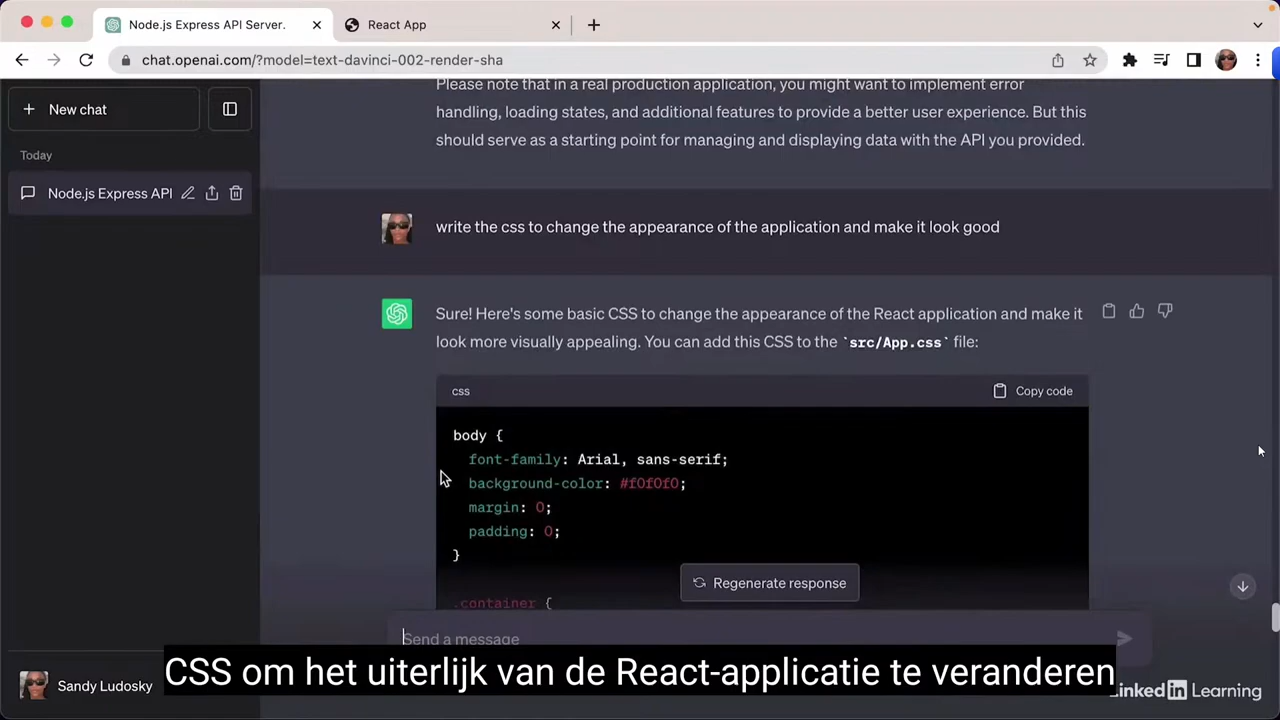 Node.js Express API Server.
React App
chat.openai.com/?model=text-davinci-002-render-sha
New chat
Today
Node.js Express API
Please note that in a real production application, you might want to implement error
handling, loading states, and additional features to provide a better user experience. But this
should serve as a starting point for managing and displaying data with the API you provided.
write the css to change the appearance of the application and make it look good
Sure! Here's some basic CSS to change the appearance of the React application and make it
look more visually appealing. You can add this CSS to the `src/App.css` file:
css
Copy code
body {
font-family: Arial, sans-serif;
background-color: #f0f0f0;
margin: 0;
padding: 0;
}
.container {
Regenerate response
Send a message
Sandy Ludosky
CSS om het uiterlijk van de React-applicatie te veranderen
Linked in Learning